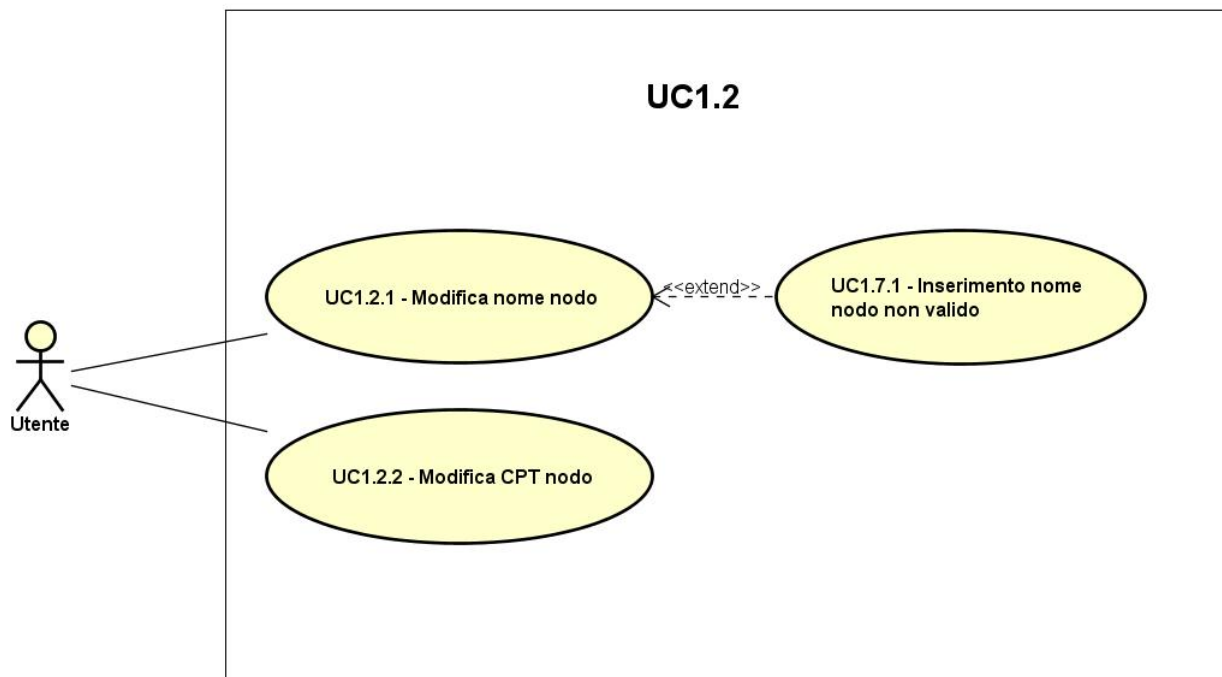 UC1.2
UC1.2.1 - Modifica nome nodo
<<extend>>
UC1.7.1 - Inserimento nome
nodo non valido
Utente
UC1.2.2 - Modifica CPT nodo